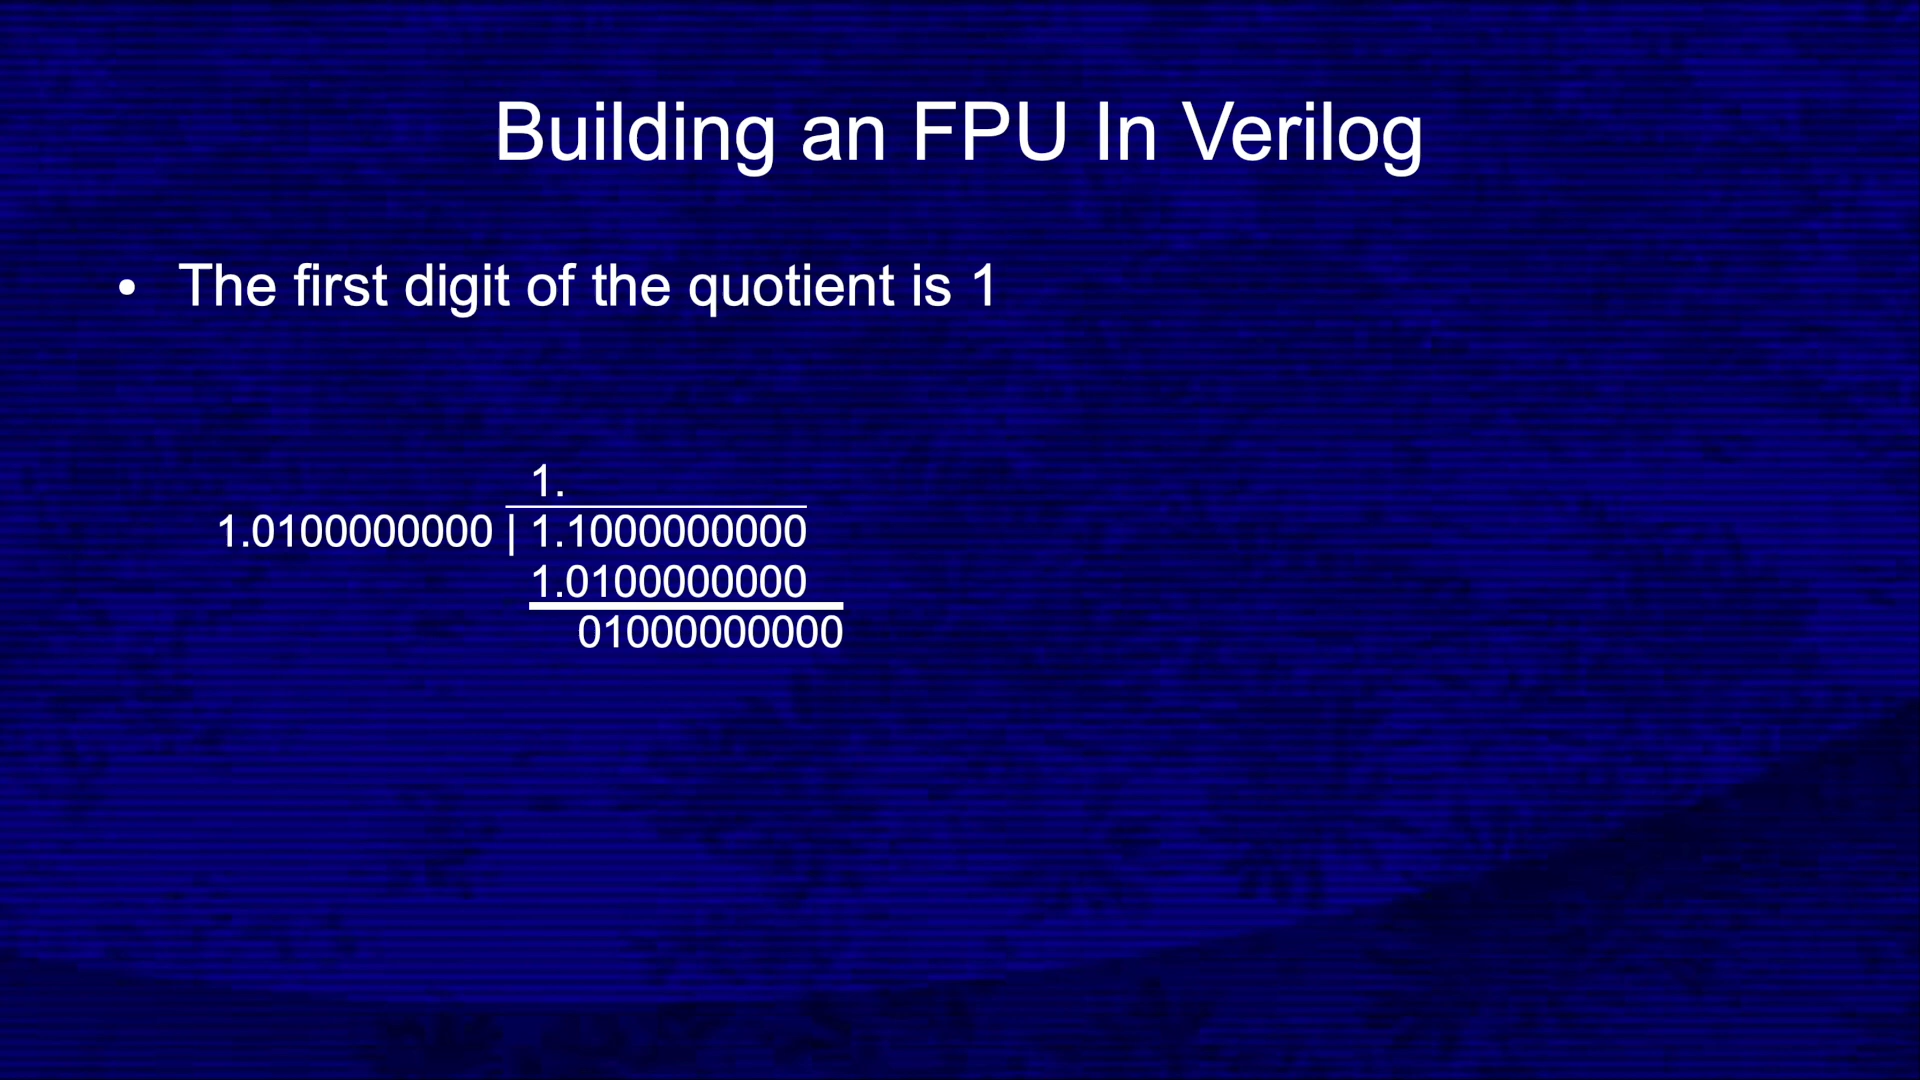 Building an FPU In Verilog
• The first digit of the quotient is 1
1.
1.0100000000 | 1.1000000000
1.0100000000
01000000000